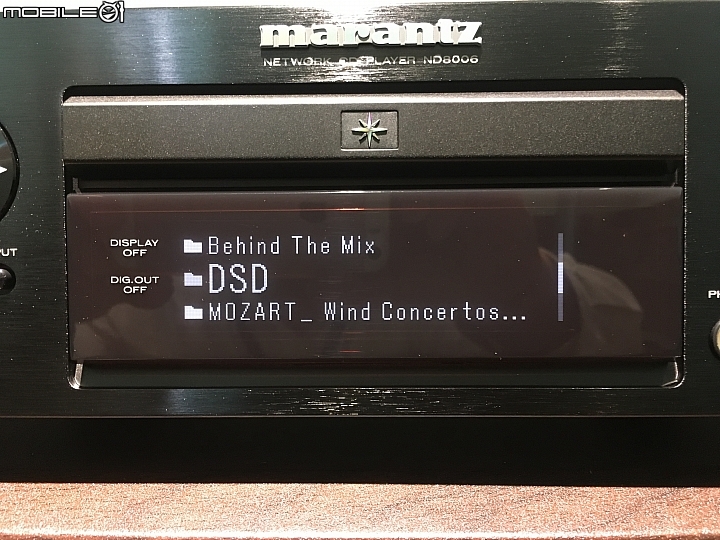 MOBILE01
marantz
NETWORK CD PLAYER ND8006
DISPLAY
OFF
Behind The Mix
DIG.OUT
OFF
DSD
MOZART_ Wind Concertos...